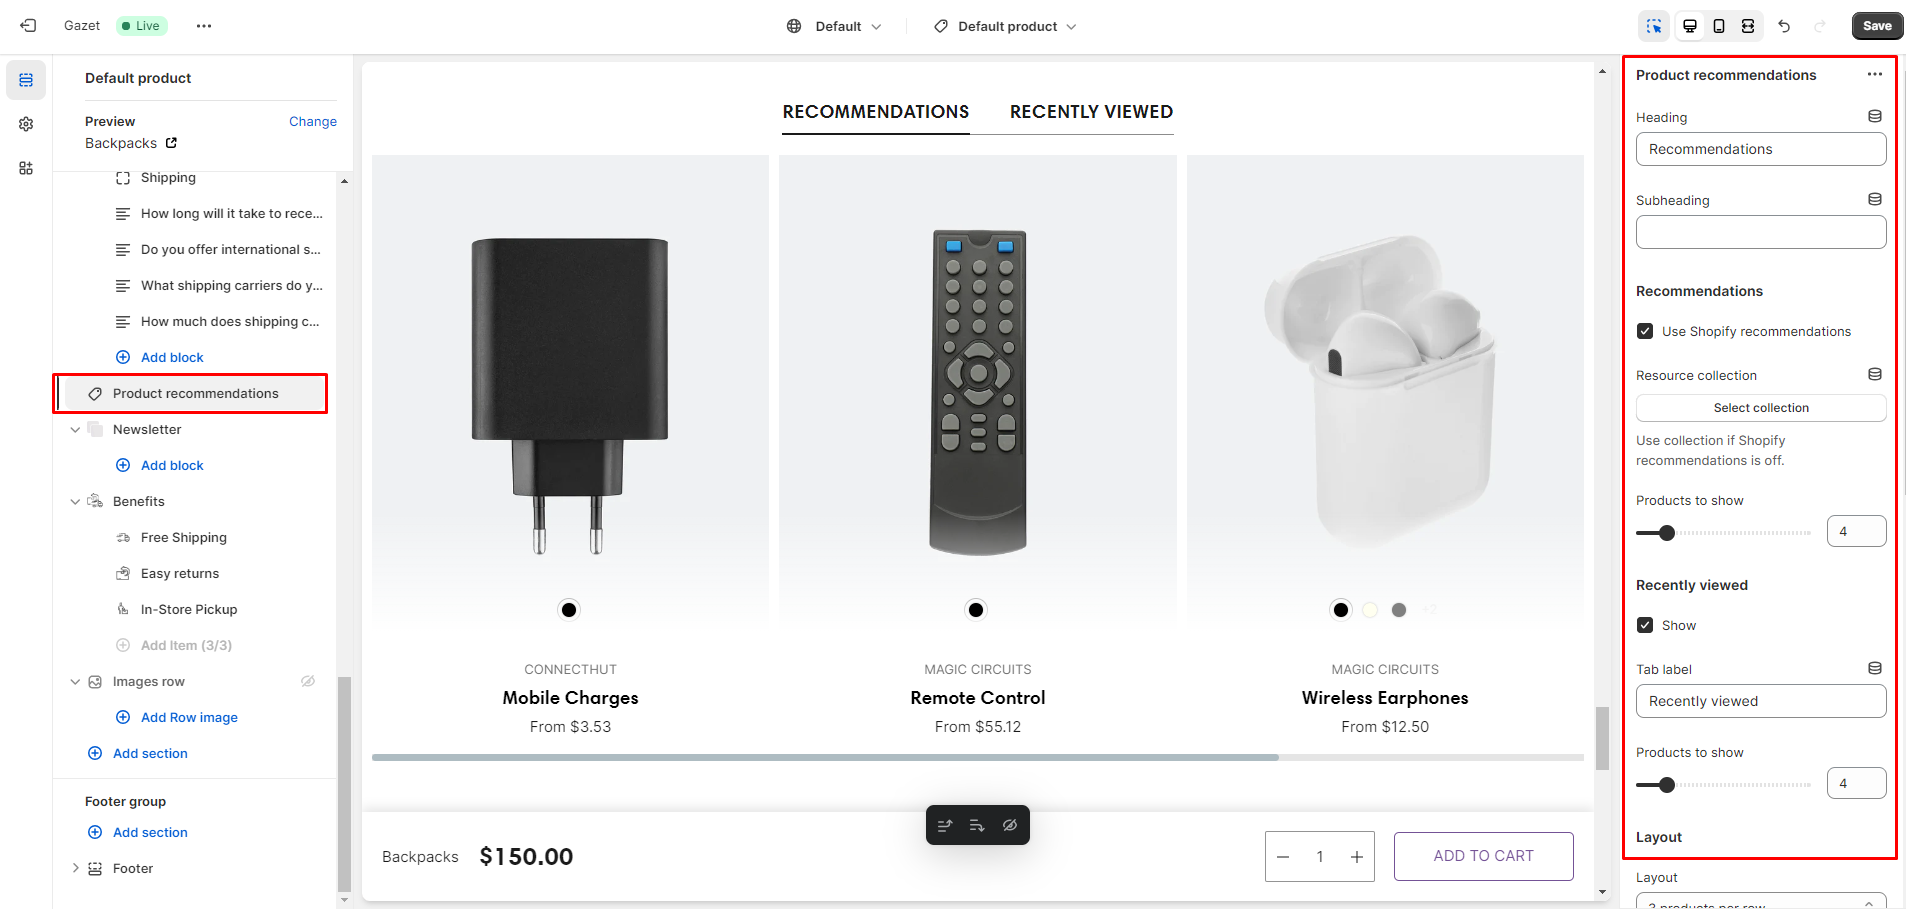 Gazet
Live
Default
Default product
Save
Default product
Preview
Change
Backpacks
Shipping
How long will it take to rece...
Do you offer international s...
What shipping carriers do y...
How much does shipping c...
Add block
Product recommendations
Newsletter
Add block
Benefits
Free Shipping
Easy returns
In-Store Pickup
Add Item (3/3)
Images row
Add Row image
Add section
Footer group
Add section
Footer
RECOMMENDATIONS
RECENTLY VIEWED
+2
CONNECTHUT
Mobile Charges
From $3.53
MAGIC CIRCUITS
Remote Control
From $55.12
MAGIC CIRCUITS
Wireless Earphones
From $12.50
Backpacks
$150.00
1
ADD TO CART
Product recommendations
Heading
Recommendations
Subheading
Recommendations
Use Shopify recommendations
Resource collection
Select collection
Use collection if Shopify
recommendations is off.
Products to show
4
Recently viewed
Show
Tab label
Recently viewed
Products to show
4
Layout
Layout
3 products per row